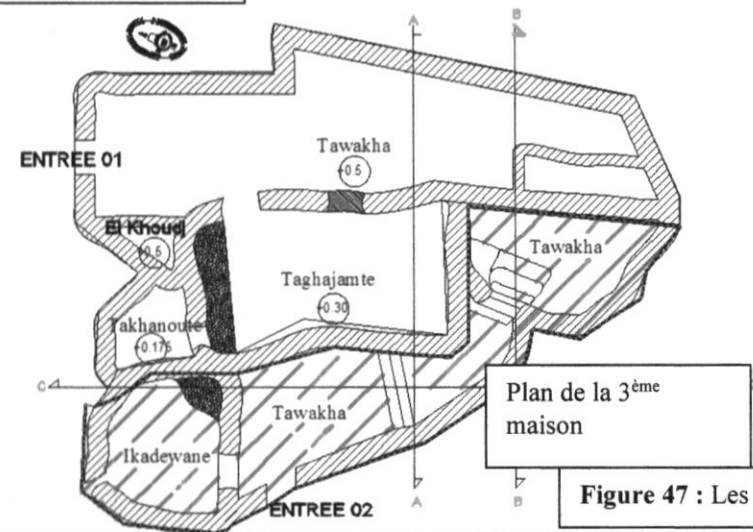 A
B
ENTREE 01
Tawakha
+0.5
El Khoudj
+0.5
Tawakha
Taghajamte
+0.30
Takhanoute
+0.175
C
Tawakha
Ikadewane
ENTREE 02
A
B
Plan de la 3ème
maison
Figure 47 : Les